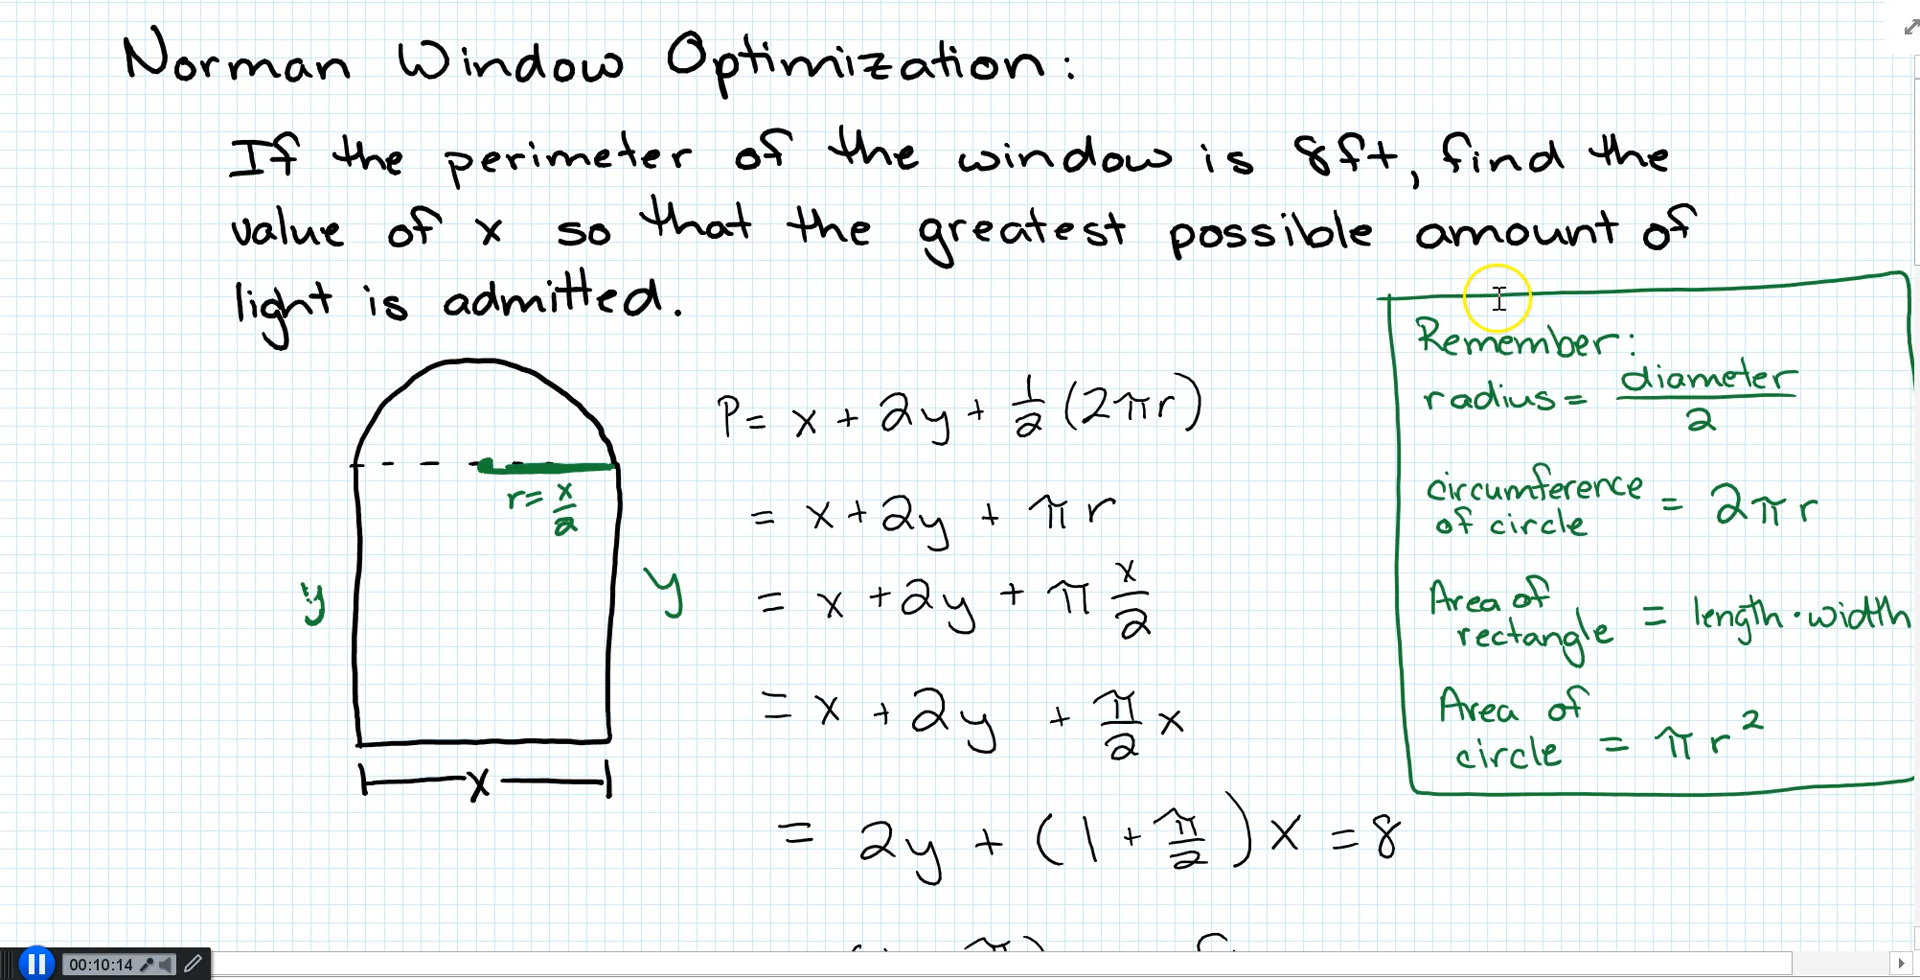 Norman Window Optimization:
If the perimeter of the window is 8ft, find the
value of x so that the greatest possible amount of
light is admitted.
r = x/2
y
y
x
P = x + 2y + 1/2 (2πr)
= x + 2y + πr
= x + 2y + π x/2
= x + 2y + π/2 x
= 2y + (1 + π/2) x = 8
Remember:
radius = diameter/2
circumference of circle = 2πr
Area of rectangle = length · width
Area of circle = πr²
00:10:14